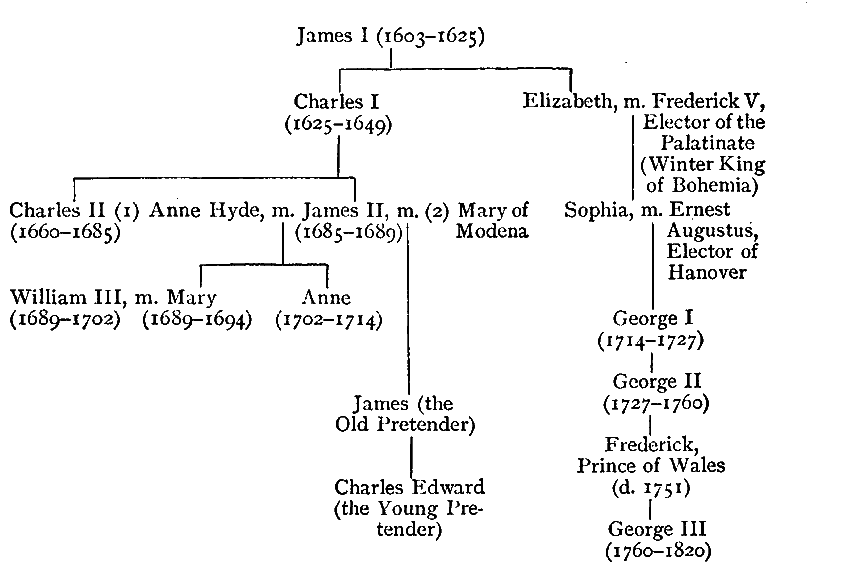 James I (1603–1625)
Charles I
(1625–1649)
Elizabeth, m. Frederick V,
Elector of the
Palatinate
(Winter King
of Bohemia)
Charles II (1) Anne Hyde, m. James II, m. (2) Mary of
(1660–1685) (1685–1689) Modena
Sophia, m. Ernest
Augustus,
Elector of
Hanover
William III, m. Mary Anne
(1689–1702) (1689–1694) (1702–1714)
George I
(1714–1727)
George II
(1727–1760)
James (the
Old Pretender)
Frederick,
Prince of Wales
(d. 1751)
Charles Edward
(the Young Pre-
tender)
George III
(1760–1820)